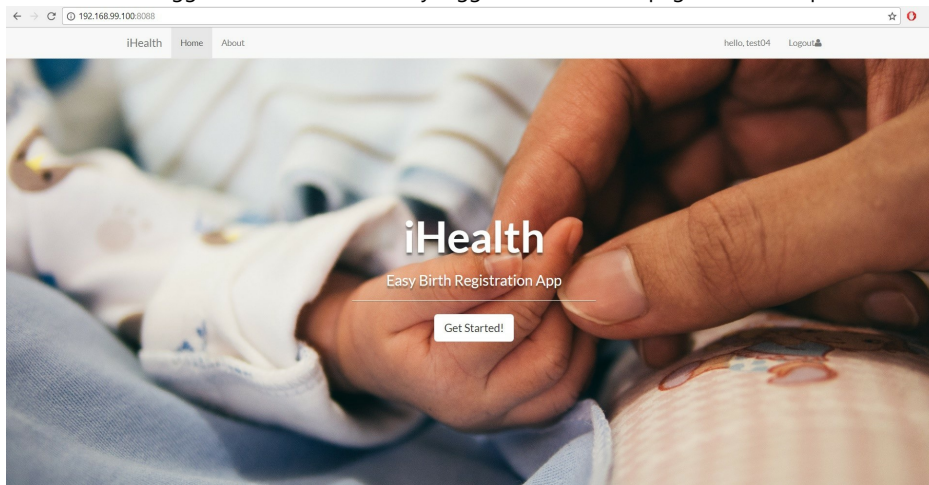 192.168.99.100:8088
iHealth Home About hello, test04 Logout
iHealth
Easy Birth Registration App
Get Started!